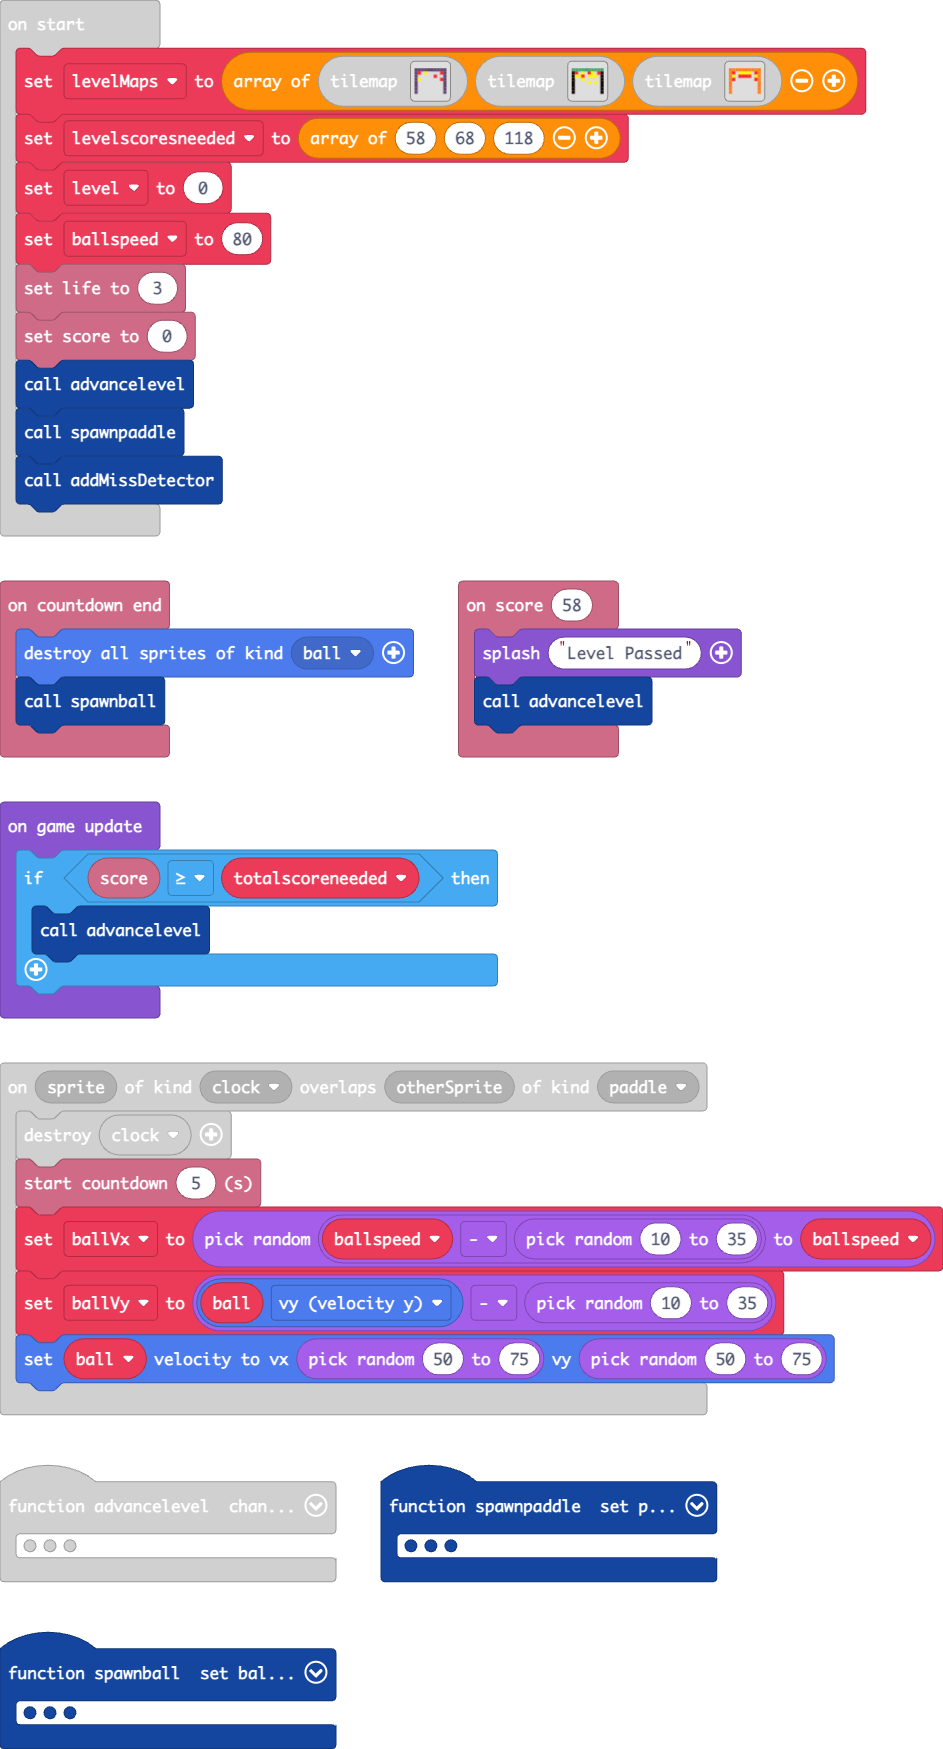 on start
set levelMaps to array of tilemap tilemap tilemap
set levelscoresneeded to array of 58 68 118
set level to 0
set ballspeed to 80
set life to 3
set score to 0
call advancelevel
call spawnpaddle
call addMissDetector
on countdown end
destroy all sprites of kind ball
call spawnball
on score 58
splash "Level Passed"
call advancelevel
on game update
if score ≥ totalscoreneeded then
call advancelevel
on sprite of kind clock overlaps otherSprite of kind paddle
destroy clock
start countdown 5 (s)
set ballVx to pick random ballspeed - pick random 10 to 35 to ballspeed
set ballVy to ball vy (velocity y) - pick random 10 to 35
set ball velocity to vx pick random 50 to 75 vy pick random 50 to 75
function advancelevel chan...
function spawnpaddle set p...
function spawnball set bal...